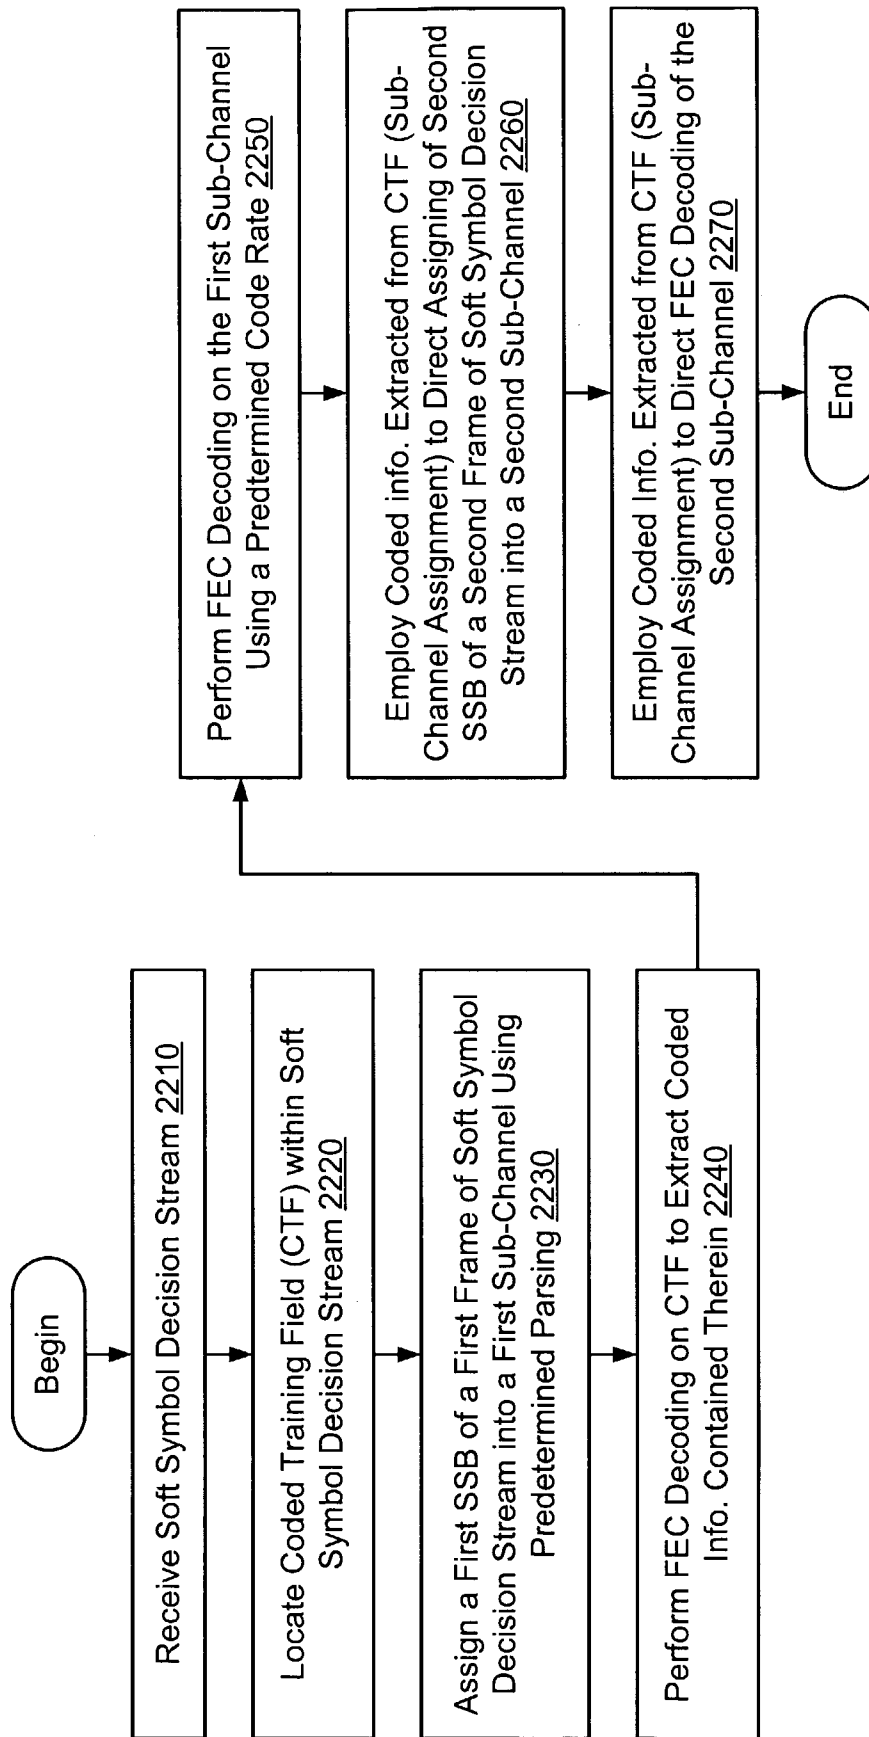 Begin
Receive Soft Symbol Decision Stream 2210
Locate Coded Training Field (CTF) within Soft
Symbol Decision Stream 2220
Assign a First SSB of a First Frame of Soft Symbol
Decision Stream into a First Sub-Channel Using
Predetermined Parsing 2230
Perform FEC Decoding on CTF to Extract Coded
Info. Contained Therein 2240
Perform FEC Decoding on the First Sub-Channel
Using a Predtermined Code Rate 2250
Employ Coded info. Extracted from CTF (Sub-
Channel Assignment) to Direct Assigning of Second
SSB of a Second Frame of Soft Symbol Decision
Stream into a Second Sub-Channel 2260
Employ Coded Info. Extracted from CTF (Sub-
Channel Assignment) to Direct FEC Decoding of the
Second Sub-Channel 2270
End